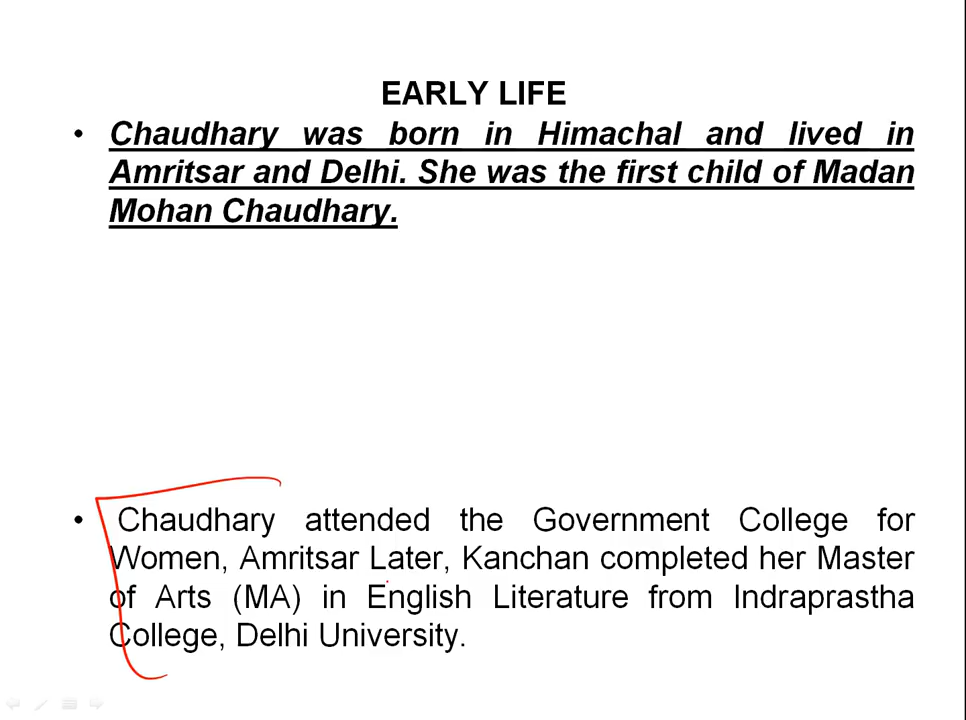 EARLY LIFE
• Chaudhary was born in Himachal and lived in
Amritsar and Delhi. She was the first child of Madan
Mohan Chaudhary.
• Chaudhary attended the Government College for
Women, Amritsar Later, Kanchan completed her Master
of Arts (MA) in English Literature from Indraprastha
College, Delhi University.